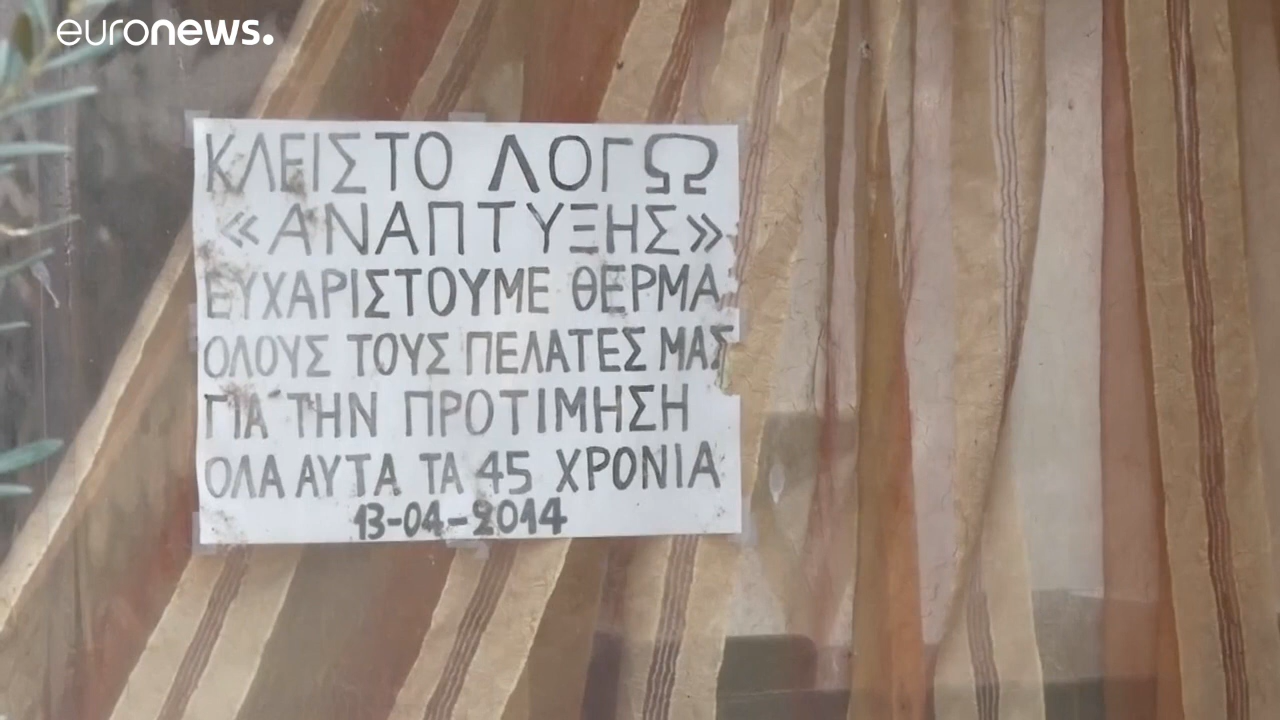 euronews.
ΚΛΕΙΣΤΟ ΛΟΓΩ
«ΑΝΑΠΤΥΞΗΣ»
ΕΥΧΑΡΙΣΤΟΥΜΕ ΘΕΡΜΑ
ΟΛΟΥΣ ΤΟΥΣ ΠΕΛΑΤΕΣ ΜΑΣ
ΓΙΑ ΤΗΝ ΠΡΟΤΙΜΗΣΗ
ΟΛΑ ΑΥΤΑ ΤΑ 45 ΧΡΟΝΙΑ
13-04-2014